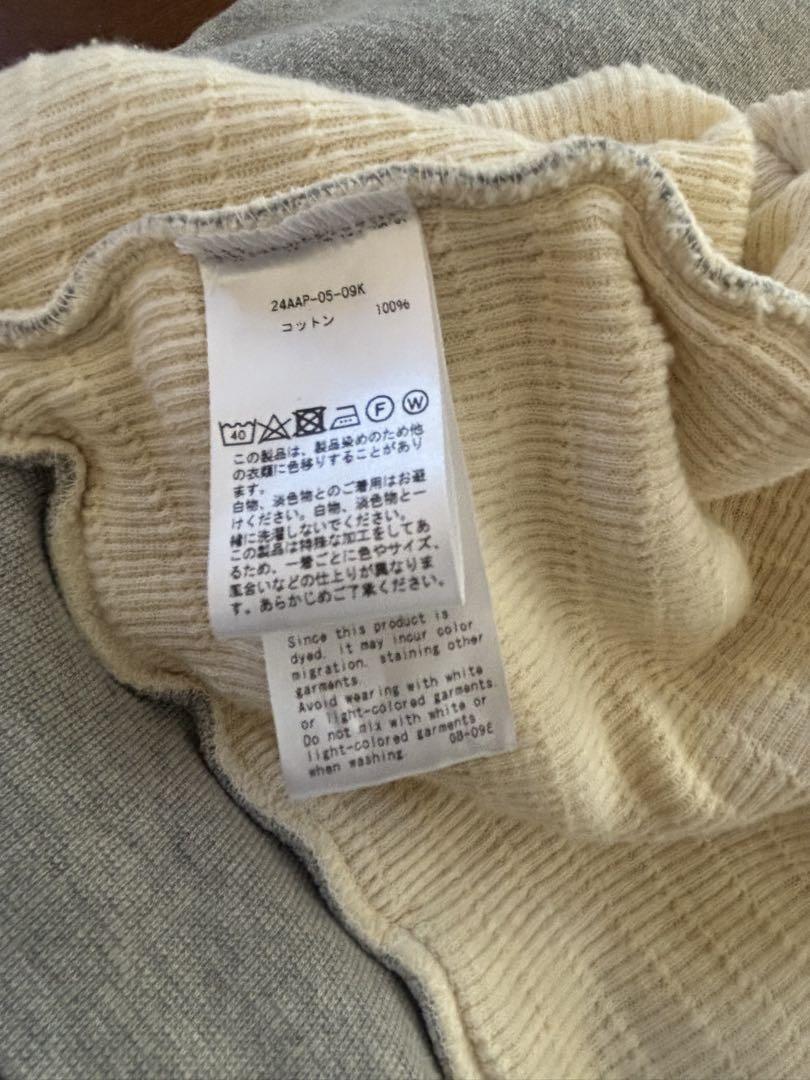 24AAP-05-09K
コットン 100%
40 F W
この製品は、製品染めのため他
の衣類に色移りすることがあり
ます。
白物、淡色物とのご着用はお避
けください。白物、淡色物と一
緒に洗濯しないでください。
この製品は特殊な加工をしてあ
るため、一着ごとに色やサイズ、
風合いなどの仕上りが異なりま
す。あらかじめご了承ください。
Since this product is
dyed, it may incur color
migration, staining other
garments.
Avoid wearing with white
or light-colored garments.
Do not mix with white or
light-colored garments
when washing. 08-09E